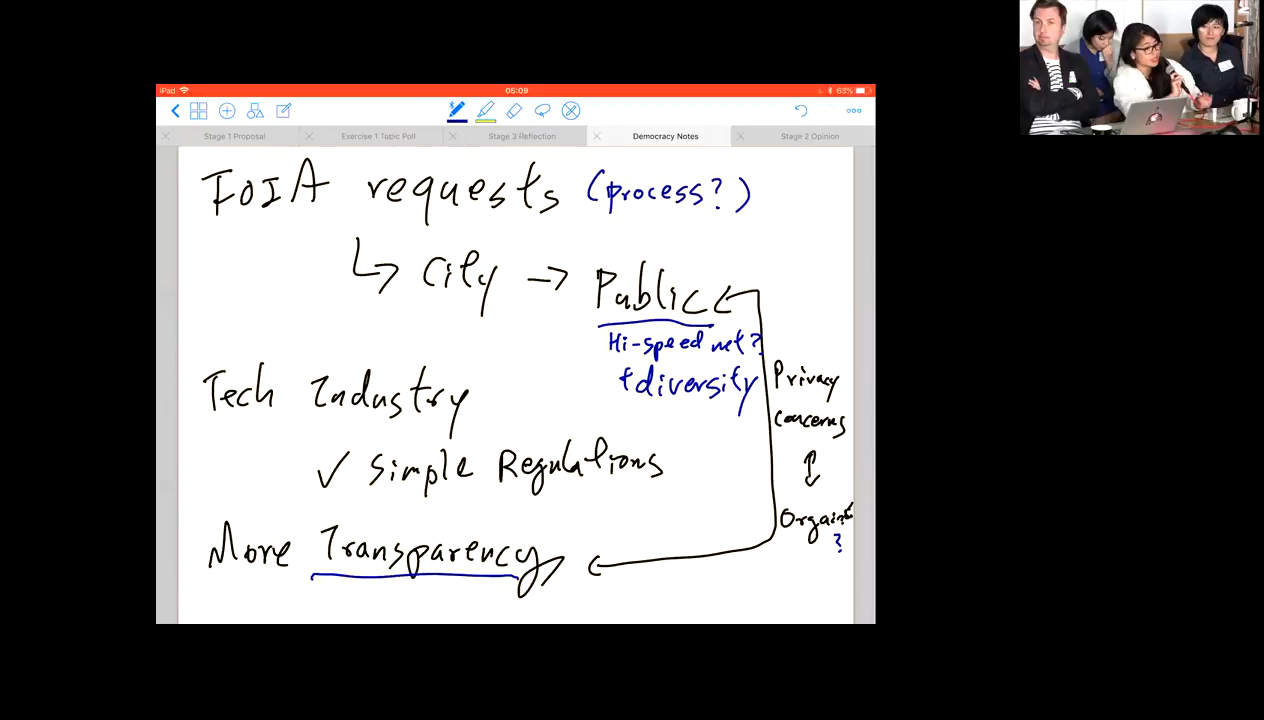 iPad 05:09 63%
Stage 1 Proposal Exercise 1 Topic Poll Stage 3 Reflection Democracy Notes Stage 2 Opinion
FOIA requests (process?)
City → Public
Hi-speed net?
+diversity
Privacy
concerns
Tech Industry
✓ Simple Regulations
?
More Transparency